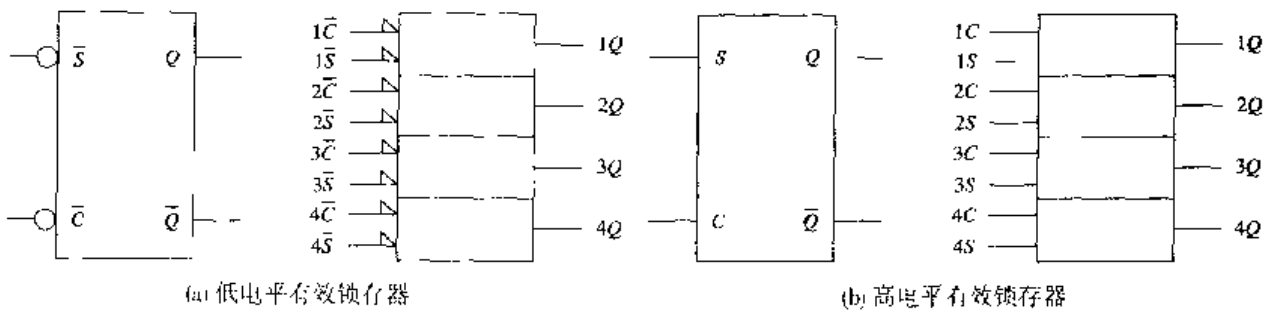 S̅ Q
C̅ Q̅
1C̅
1S̅
2C̅
2S̅
3C̅
3S̅
4C̅
4S̅
1Q
2Q
3Q
4Q
(a) 低电平有效锁存器
S Q
C Q̅
1C
1S
2C
2S
3C
3S
4C
4S
1Q
2Q
3Q
4Q
(b) 高电平有效锁存器